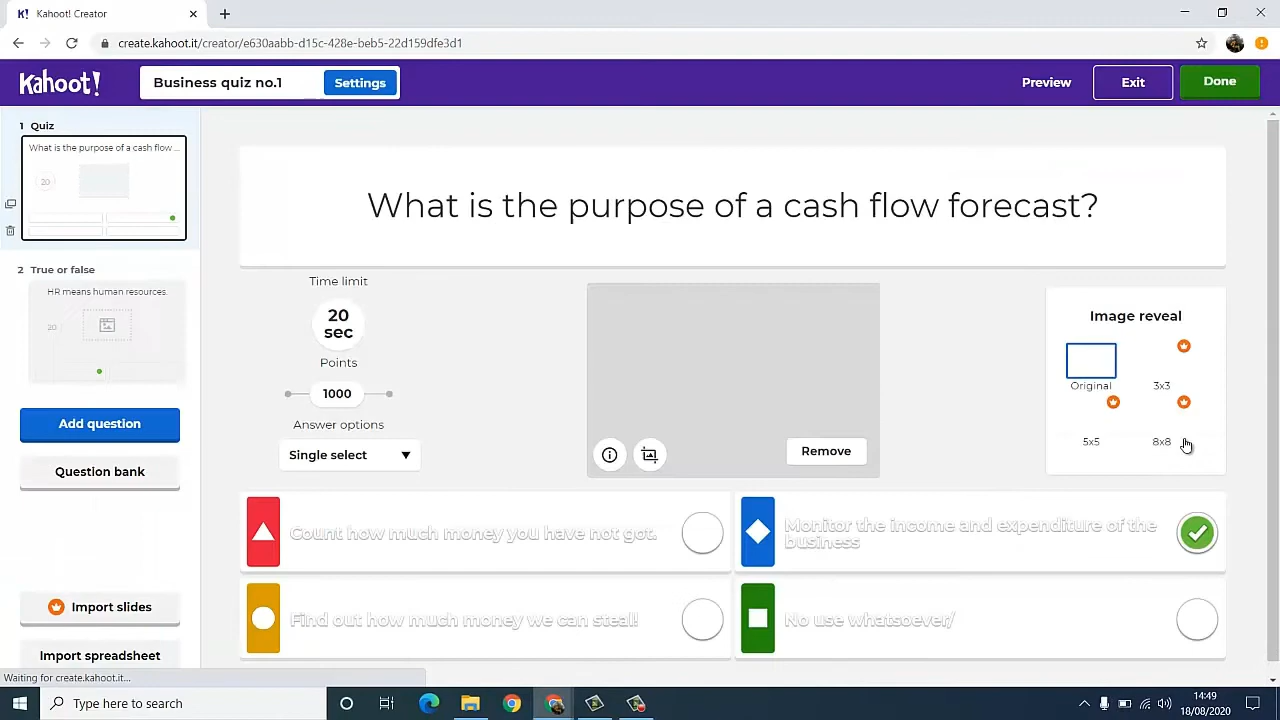 Kahoot! Creator
create.kahoot.it/creator/e630aabb-d15c-428e-beb5-22d159dfe3d1
Kahoot!
Business quiz no.1
Settings
Preview
Exit
Done
1 Quiz
What is the purpose of a cash flow ...
20
2 True or false
HR means human resources.
20
Add question
Question bank
Import slides
Import spreadsheet
What is the purpose of a cash flow forecast?
Time limit
20
sec
Points
1000
Answer options
Single select
Remove
Image reveal
Original
3x3
5x5
8x8
Count how much money you have not got.
Monitor the income and expenditure of the
business
Find out how much money we can steal!
No use whatsoever/
Waiting for create.kahoot.it...
Type here to search
14:49
18/08/2020